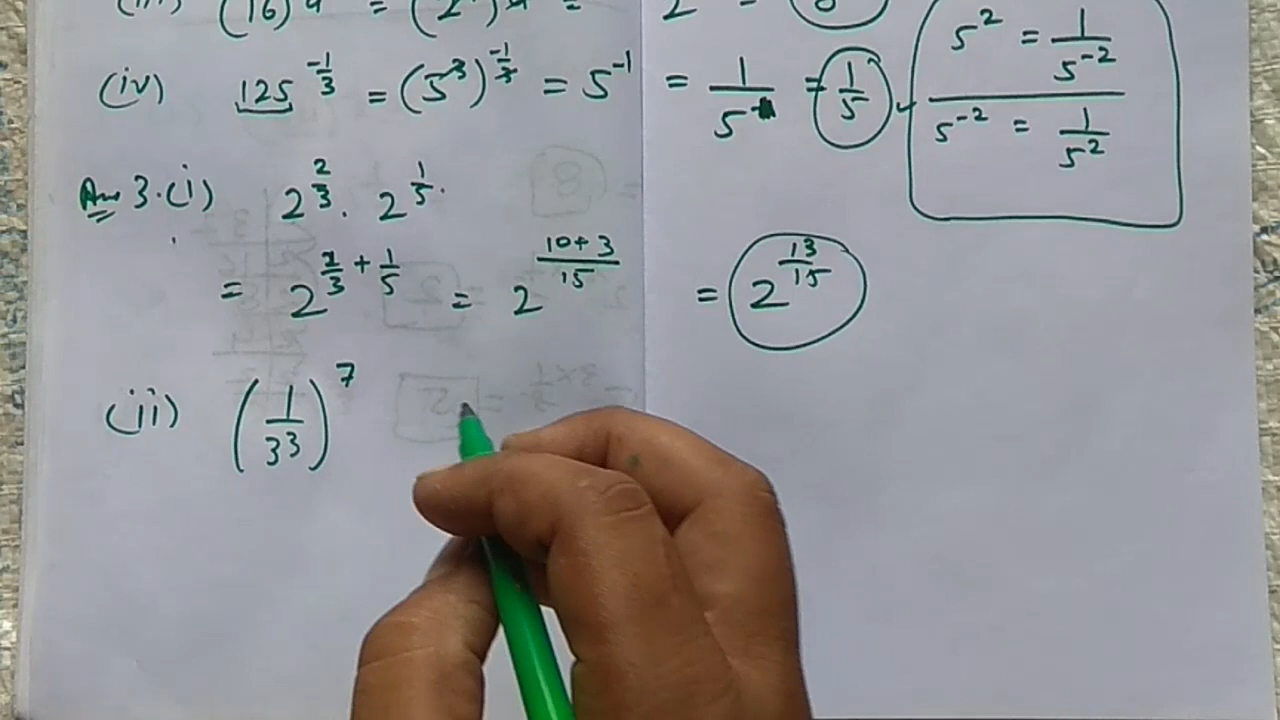 (16) = (2 =
(iv) 125^(-1/3) = (5^3)^(-1/3) = 5^-1 = 1/5 = 1/5
5^2 = 1/5^-2
5^-2 = 1/5^2
Ans 3. (i) 2^(2/3) . 2^(1/5).
= 2^(2/3 + 1/5) = 2^((10+3)/15) = 2^(13/15)
(ii) (1/3^3)^7